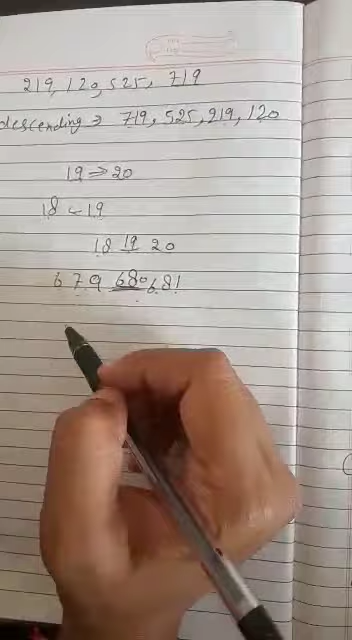 219, 120, 525, 719
descending → 719, 525, 219, 120
19 → 20
18 ← 19
18 19 20
679 680 681